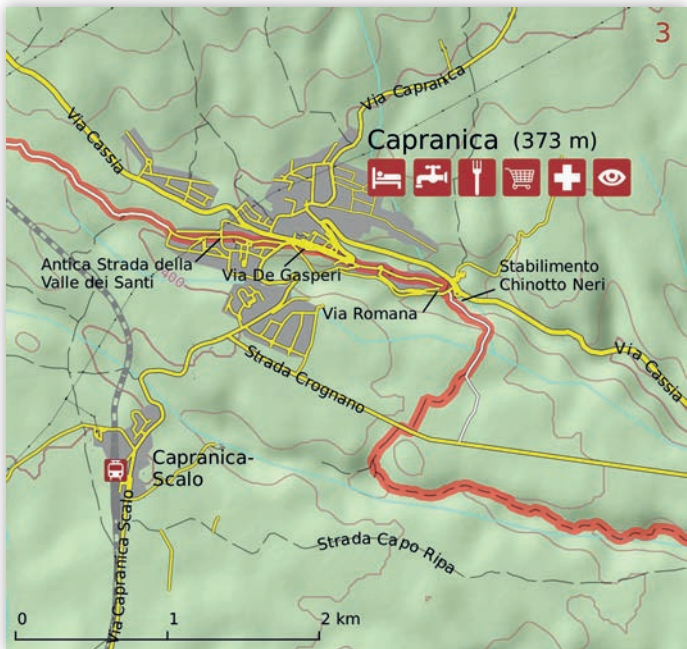 3
Via Capranica
Via Cassia
Capranica (373 m)
Antica Strada della
Valle dei Santi
400
Via De Gasperi
Stabilimento
Chinotto Neri
Via Romana
Via Cassia
Strada Crognano
Capranica-
Scalo
Via Capranica Scalo
Strada Capo Ripa
0 1 2 km